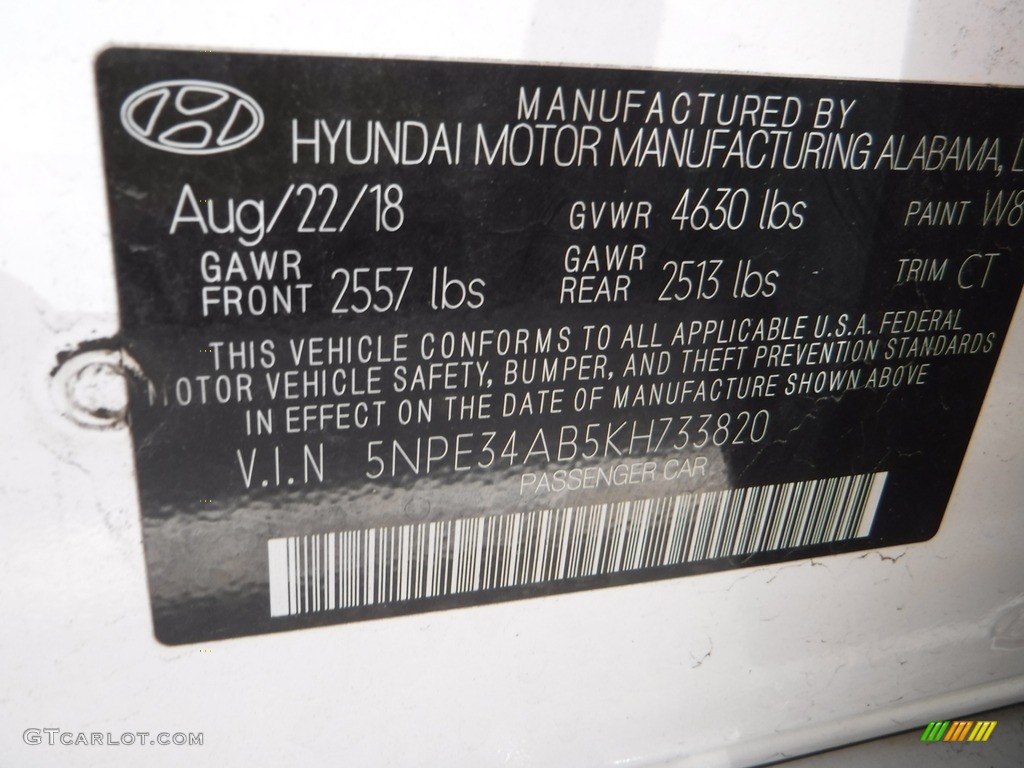 MANUFACTURED BY
HYUNDAI MOTOR MANUFACTURING ALABAMA, L
Aug/22/18 GVWR 4630 lbs PAINT W8
GAWR FRONT 2557 lbs GAWR REAR 2513 lbs TRIM CT
THIS VEHICLE CONFORMS TO ALL APPLICABLE U.S.A. FEDERAL
MOTOR VEHICLE SAFETY, BUMPER, AND THEFT PREVENTION STANDARDS
IN EFFECT ON THE DATE OF MANUFACTURE SHOWN ABOVE
V.I.N 5NPE34AB5KH733820
PASSENGER CAR
GTCARLOT.COM